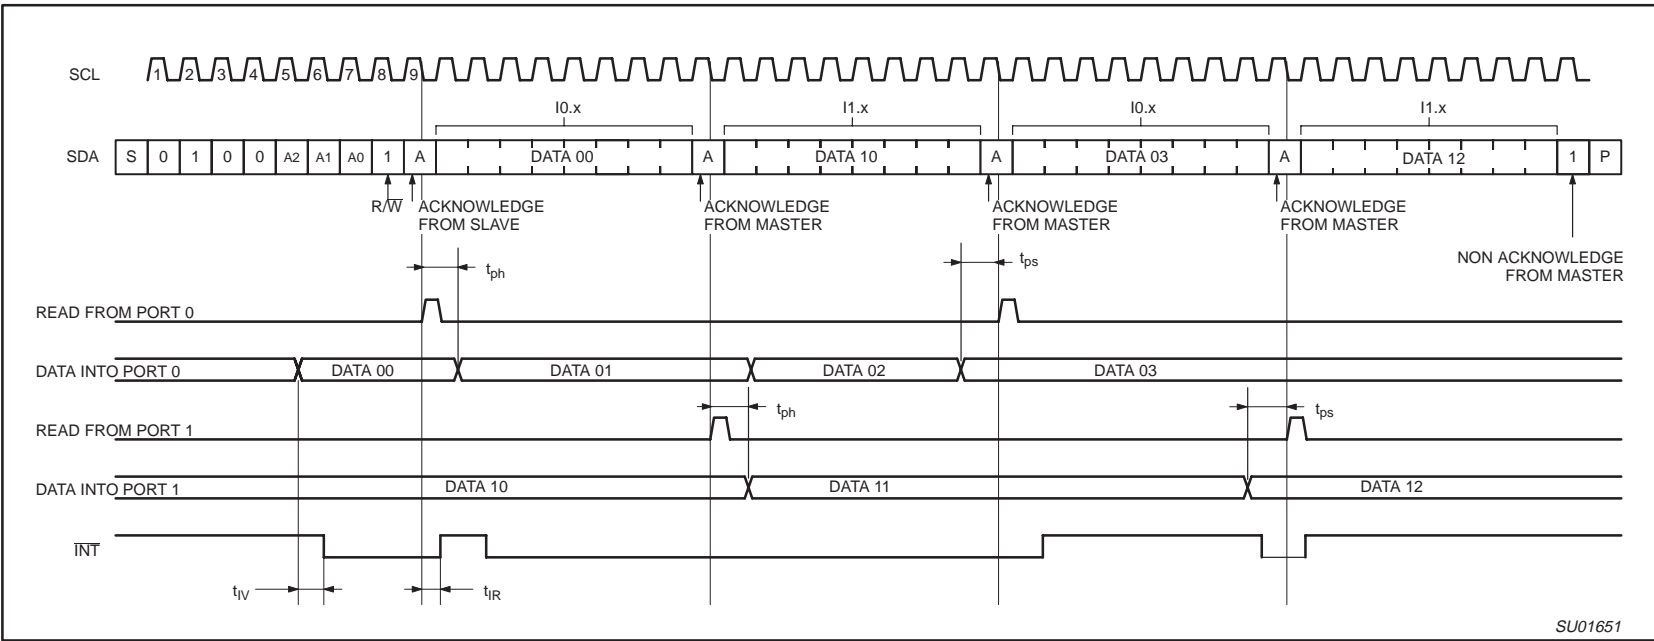 SCL 1 2 3 4 5 6 7 8 9
I0.x I1.x I0.x I1.x
SDA S 0 1 0 0 A2 A1 A0 1 A DATA 00 A DATA 10 A DATA 03 A DATA 12 1 P
R/W̅ ACKNOWLEDGE FROM SLAVE
ACKNOWLEDGE FROM MASTER
ACKNOWLEDGE FROM MASTER
ACKNOWLEDGE FROM MASTER
NON ACKNOWLEDGE
FROM MASTER
tph tps
READ FROM PORT 0
DATA INTO PORT 0 DATA 00 DATA 01 DATA 02 DATA 03
tph tps
READ FROM PORT 1
DATA INTO PORT 1 DATA 10 DATA 11 DATA 12
I̅N̅T̅
tIV tIR
SU01651